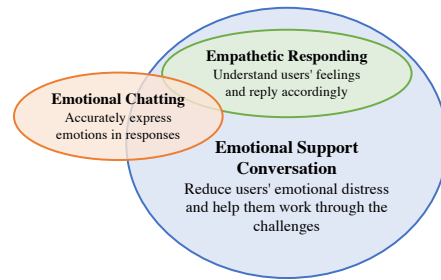 Empathetic Responding
Understand users' feelings
and reply accordingly
Emotional Chatting
Accurately express
emotions in responses
Emotional Support
Conversation
Reduce users' emotional distress
and help them work through the
challenges